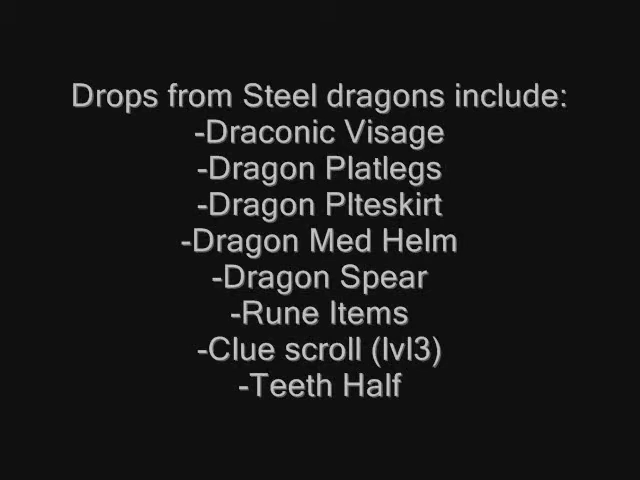 Drops from Steel dragons include:
-Draconic Visage
-Dragon Platlegs
-Dragon Plteskirt
-Dragon Med Helm
-Dragon Spear
-Rune Items
-Clue scroll (lvl3)
-Teeth Half